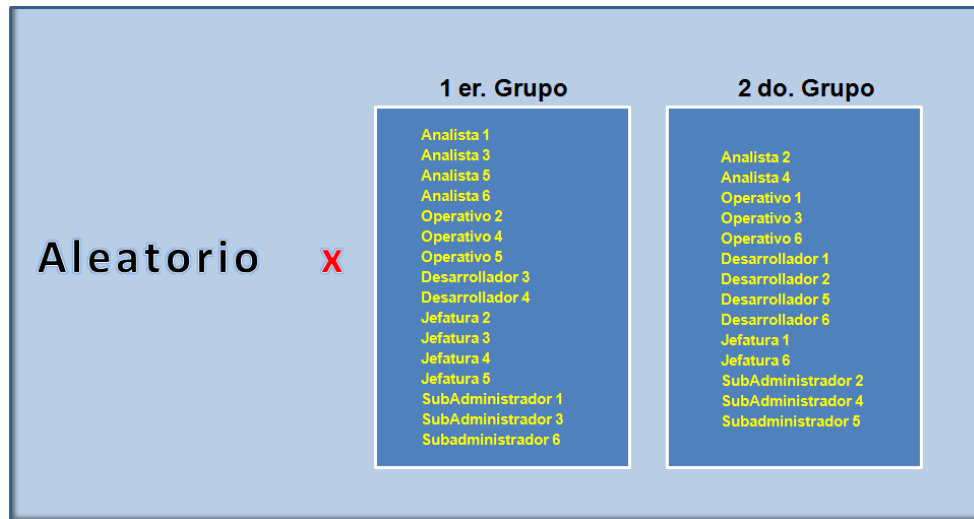 1 er. Grupo
2 do. Grupo
Aleatorio x
Analista 1
Analista 3
Analista 5
Analista 6
Operativo 2
Operativo 4
Operativo 5
Desarrollador 3
Desarrollador 4
Jefatura 2
Jefatura 3
Jefatura 4
Jefatura 5
SubAdministrador 1
SubAdministrador 3
Subadministrador 6
Analista 2
Analista 4
Operativo 1
Operativo 3
Operativo 6
Desarrollador 1
Desarrollador 2
Desarrollador 5
Desarrollador 6
Jefatura 1
Jefatura 6
SubAdministrador 2
SubAdministrador 4
Subadministrador 5